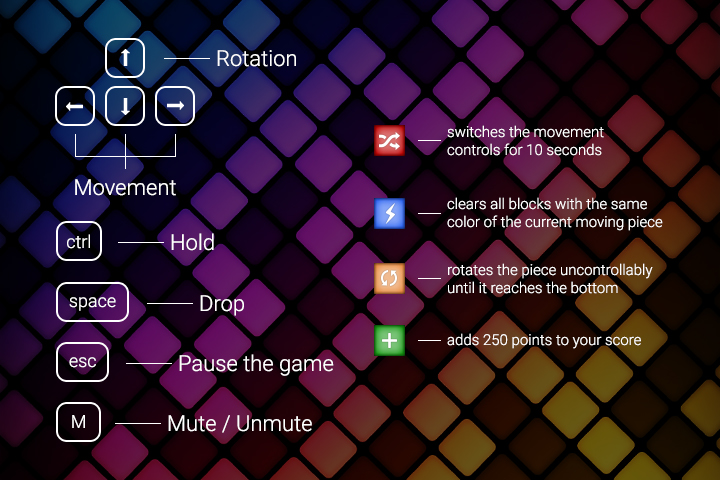 Rotation
Movement
ctrl
Hold
space
Drop
esc
Pause the game
M
Mute / Unmute
switches the movement
controls for 10 seconds
clears all blocks with the same
color of the current moving piece
rotates the piece uncontrollably
until it reaches the bottom
adds 250 points to your score